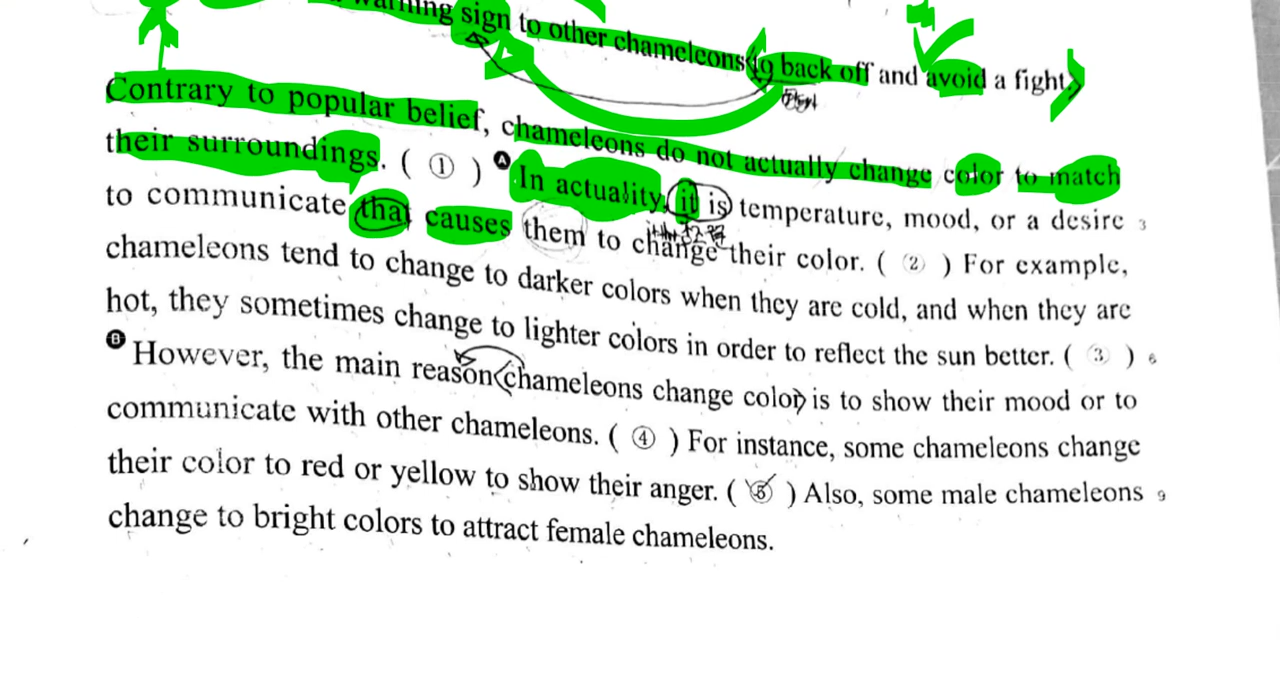 warning sign to other chameleons to back off and avoid a fight
Contrary to popular belief, chameleons do not actually change color to match
their surroundings. ( ① ) Ⓐ In actuality, it is temperature, mood, or a desire 3
to communicate that causes them to change their color. ( ② ) For example,
chameleons tend to change to darker colors when they are cold, and when they are
hot, they sometimes change to lighter colors in order to reflect the sun better. ( ③ ) 6
Ⓑ However, the main reason chameleons change color is to show their mood or to
communicate with other chameleons. ( ④ ) For instance, some chameleons change
their color to red or yellow to show their anger. ( ⑤ ) Also, some male chameleons 9
change to bright colors to attract female chameleons.